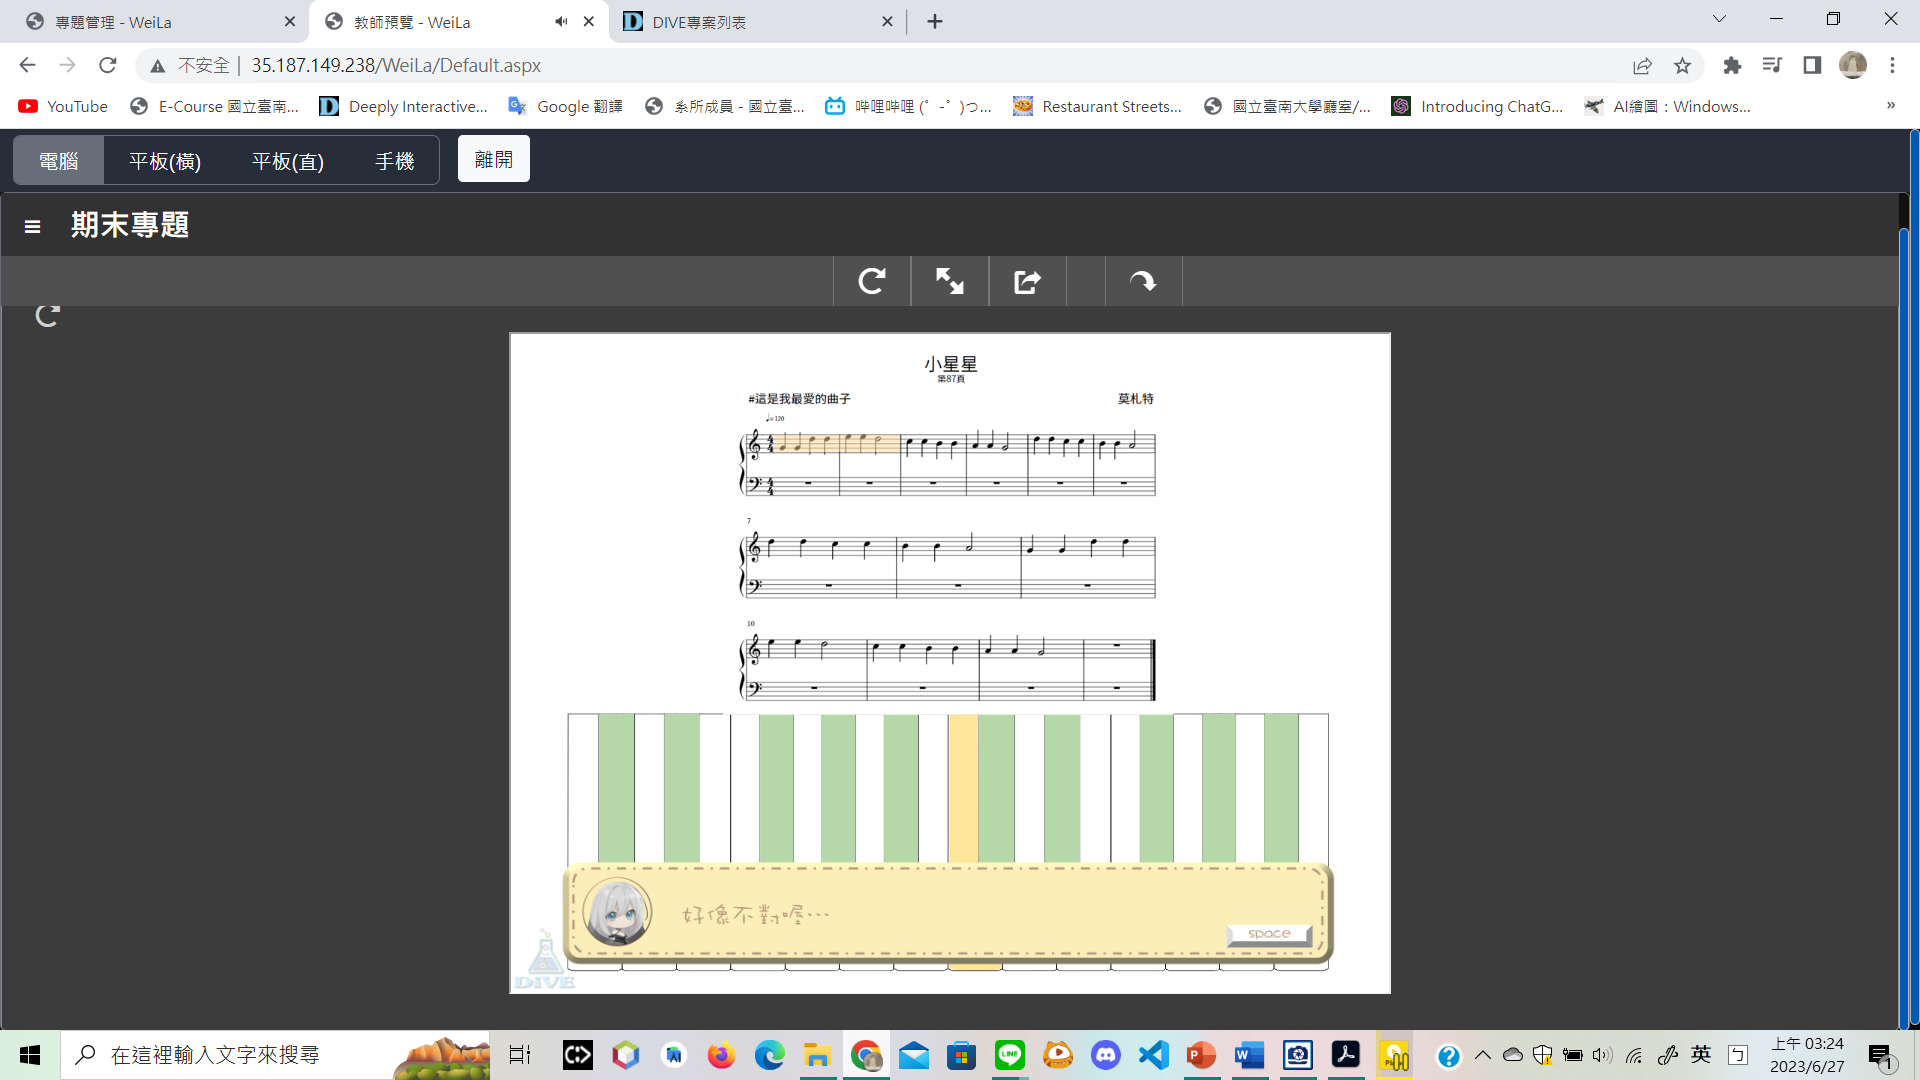 專題管理 - WeiLa
教師預覽 - WeiLa
DIVE專案列表
不安全 | 35.187.149.238/WeiLa/Default.aspx
YouTube
E-Course 國立臺南...
Deeply Interactive...
Google 翻譯
系所成員 - 國立臺...
嗶哩嗶哩 (゜-゜)つ...
Restaurant Streets...
國立臺南大學廳室/...
Introducing ChatG...
AI繪圖：Windows...
»
電腦
平板(橫)
平板(直)
手機
離開
期末專題
小星星
第87頁
#這是我最愛的曲子
莫札特
♩= 120
7
10
好像不對喔…
space
DiVE
在這裡輸入文字來搜尋
英
ㄅ
上午 03:24
2023/6/27
1